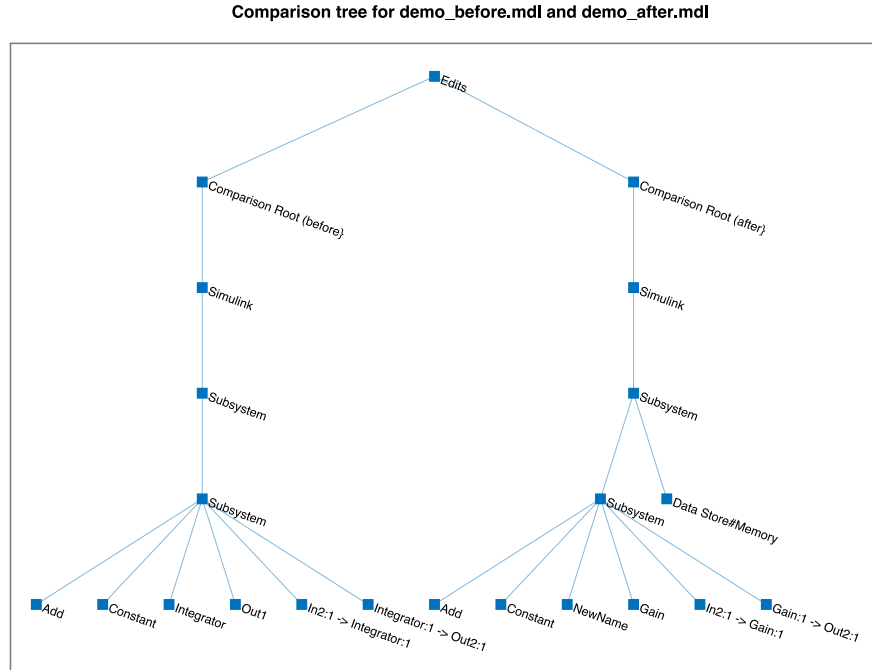 Comparison tree for demo_before.mdl and demo_after.mdl
Edits
Comparison Root (before}
Comparison Root (after}
Simulink
Simulink
Subsystem
Subsystem
Subsystem
Subsystem
Data Store#Memory
Add
Constant
Integrator
Out1
In2:1 -> Integrator:1
Integrator:1 -> Out2:1
Add
Constant
NewName
Gain
In2:1 -> Gain:1
Gain:1 -> Out2:1